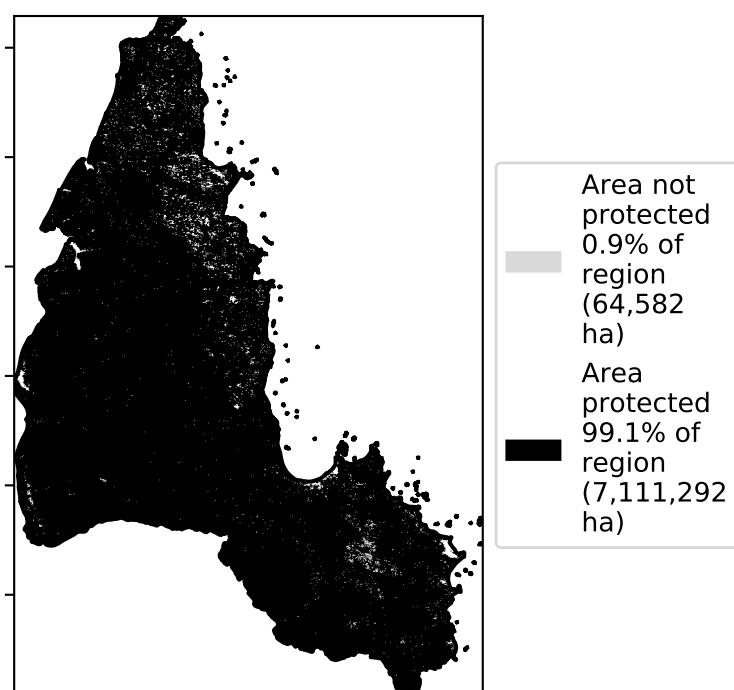 Area not
protected
0.9% of
region
(64,582
ha)
Area
protected
99.1% of
region
(7,111,292
ha)